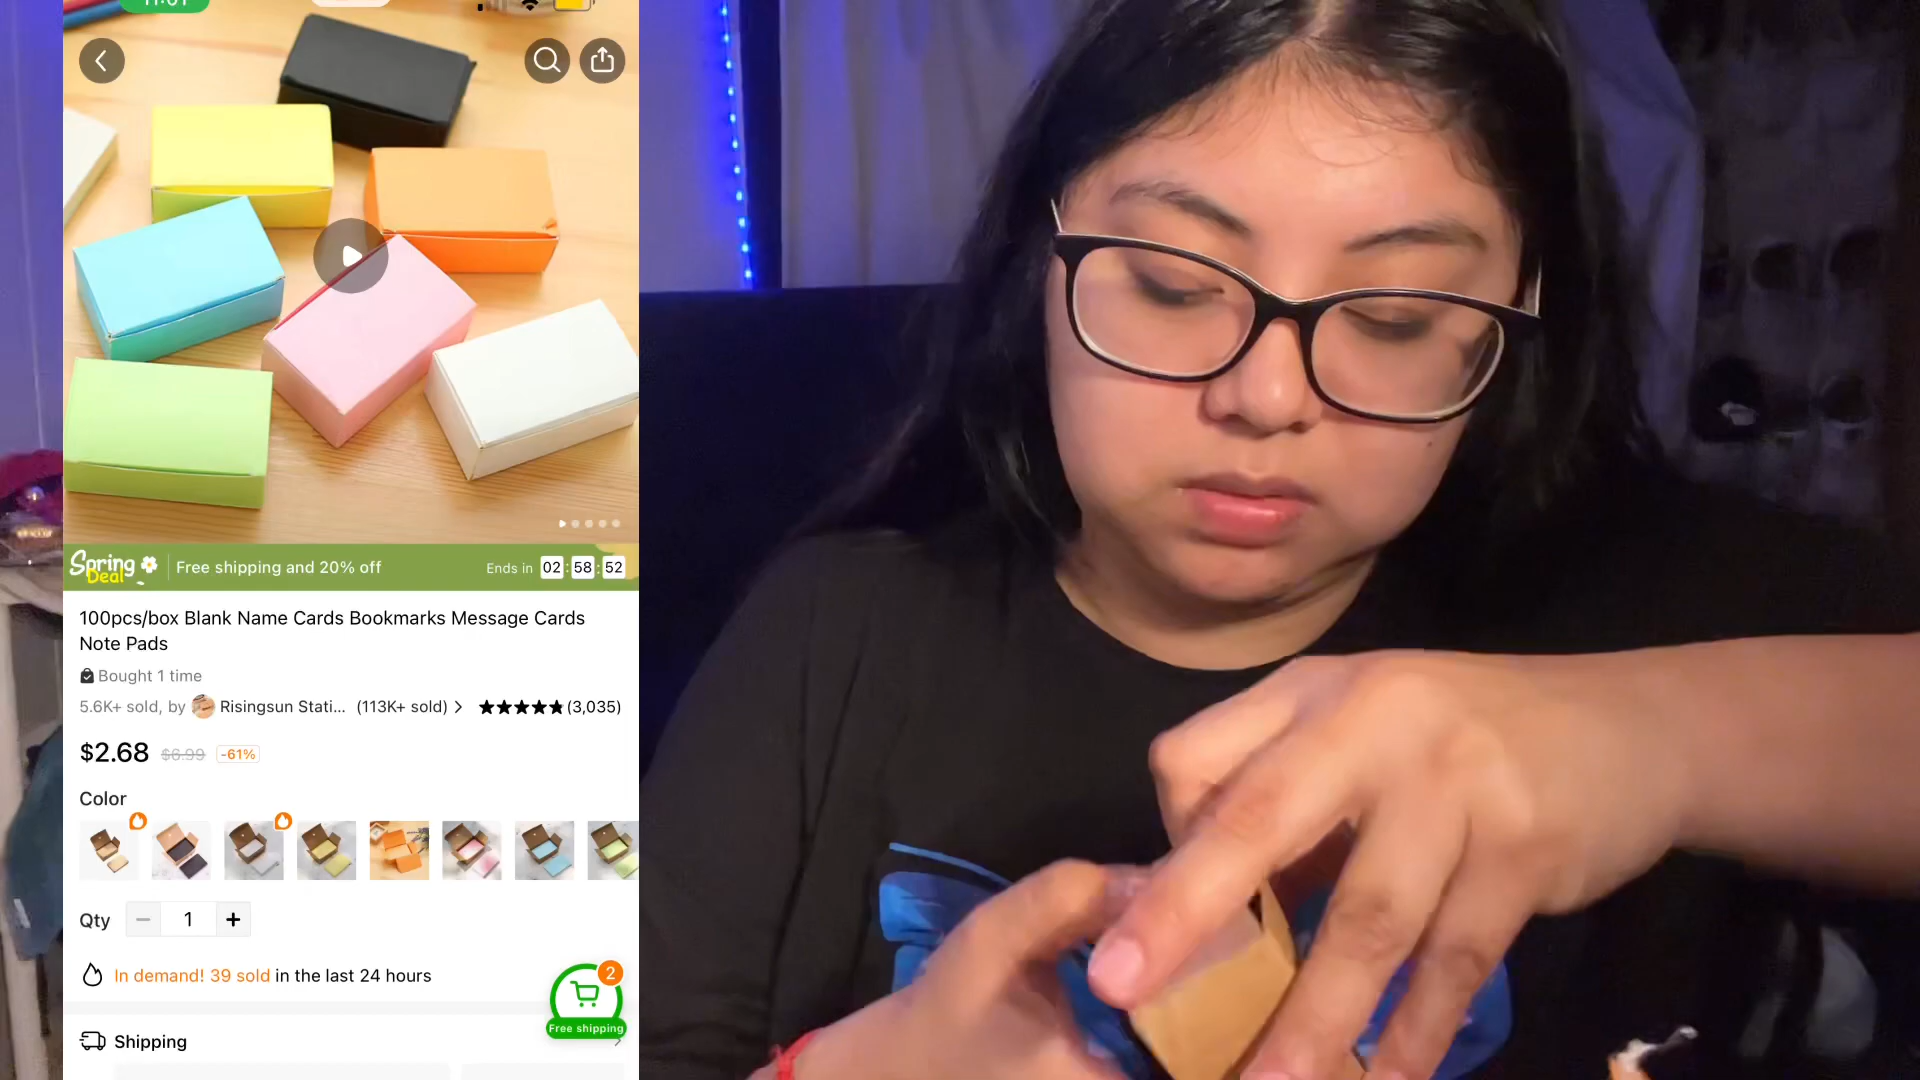 11:01
Spring Deal
Free shipping and 20% off
Ends in 02:58:52
100pcs/box Blank Name Cards Bookmarks Message Cards
Note Pads
Bought 1 time
5.6K+ sold, by Risingsun Stati... (113K+ sold) (3,035)
$2.68 $6.99 -61%
Color
Qty 1 +
In demand! 39 sold in the last 24 hours
2
Free shipping
Shipping